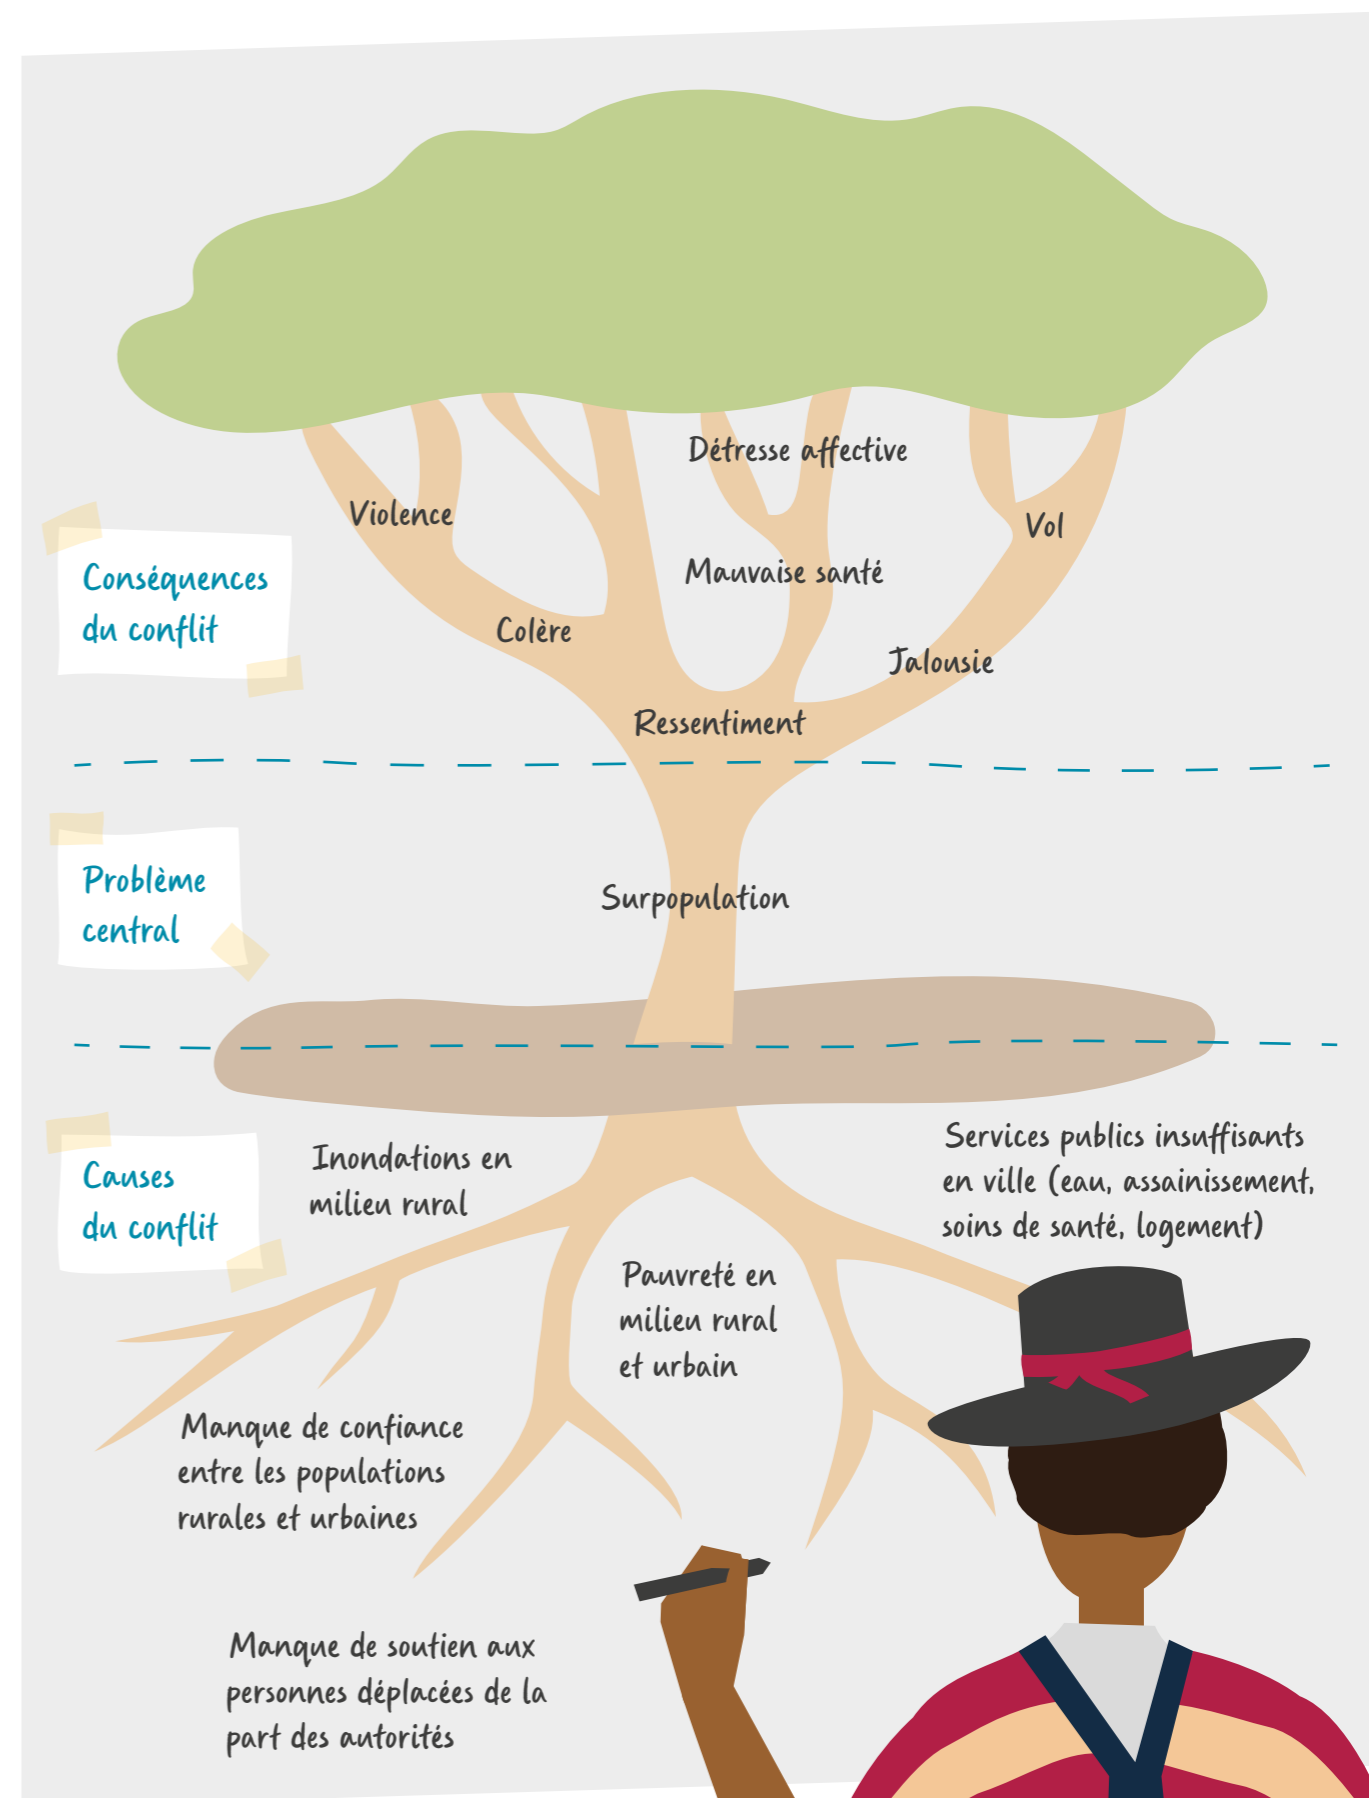 Détresse affective
Violence
Vol
Conséquences
du conflit
Mauvaise santé
Colère
Jalousie
Ressentiment
Problème
central
Surpopulation
Causes
du conflit
Inondations en
milieu rural
Services publics insuffisants
en ville (eau, assainissement,
soins de santé, logement)
Pauvreté en
milieu rural
et urbain
Manque de confiance
entre les populations
rurales et urbaines
Manque de soutien aux
personnes déplacées de la
part des autorités